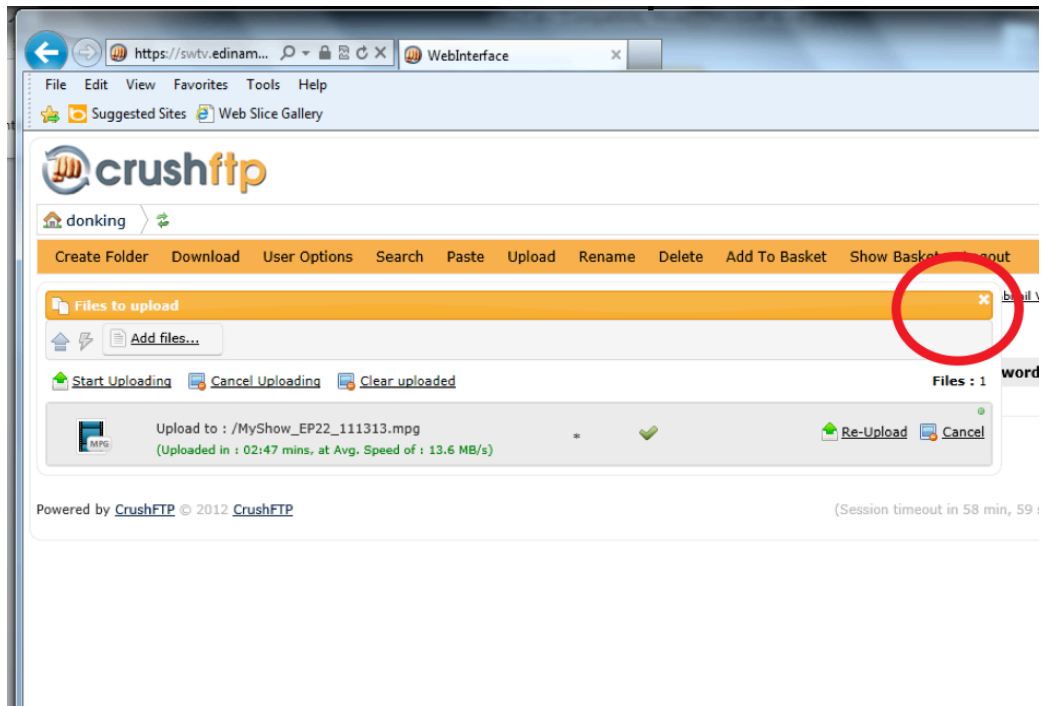 https://swtv.edinam...
WebInterface
File Edit View Favorites Tools Help
Suggested Sites Web Slice Gallery
crushftp
donking
Create Folder Download User Options Search Paste Upload Rename Delete Add To Basket Show Basket Logout
Files to upload
Add files...
Start Uploading Cancel Uploading Clear uploaded Files : 1
MPG
Upload to : /MyShow_EP22_111313.mpg * Re-Upload Cancel
(Uploaded in : 02:47 mins, at Avg. Speed of : 13.6 MB/s)
Powered by CrushFTP © 2012 CrushFTP (Session timeout in 58 min, 59 s